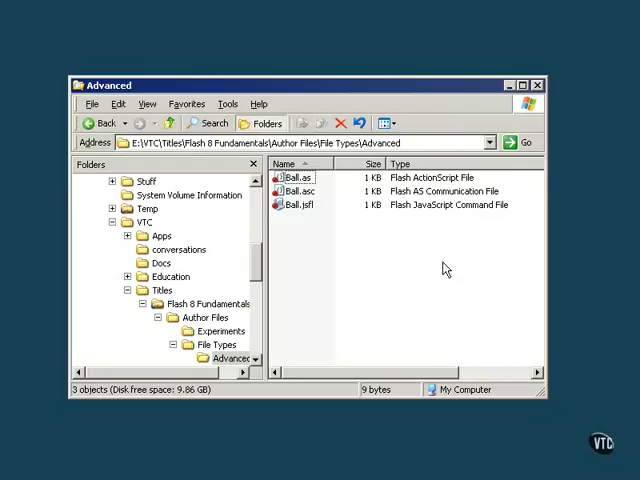 Advanced
File Edit View Favorites Tools Help
Back Search Folders
Address E:\VTC\Titles\Flash 8 Fundamentals\Author Files\File Types\Advanced Go
Folders
Name Size Type
Stuff
System Volume Information
Temp
VTC
Apps
conversations
Docs
Education
Titles
Flash 8 Fundamentals
Author Files
Experiments
File Types
Advanced
Ball.as 1 KB Flash ActionScript File
Ball.asc 1 KB Flash AS Communication File
Ball.jsfl 1 KB Flash JavaScript Command File
3 objects (Disk free space: 9.86 GB) 9 bytes My Computer
VTC